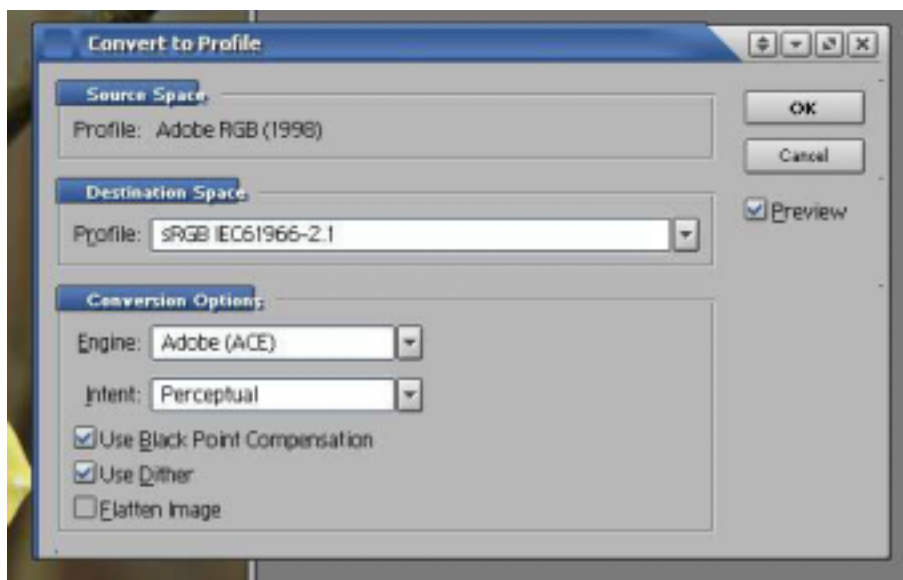 Convert to Profile
Source Space
Profile: Adobe RGB (1998)
OK
Cancel
Destination Space
Preview
Profile: sRGB IEC61966-2.1
Conversion Options
Engine: Adobe (ACE)
Intent: Perceptual
Use Black Point Compensation
Use Dither
Flatten Image